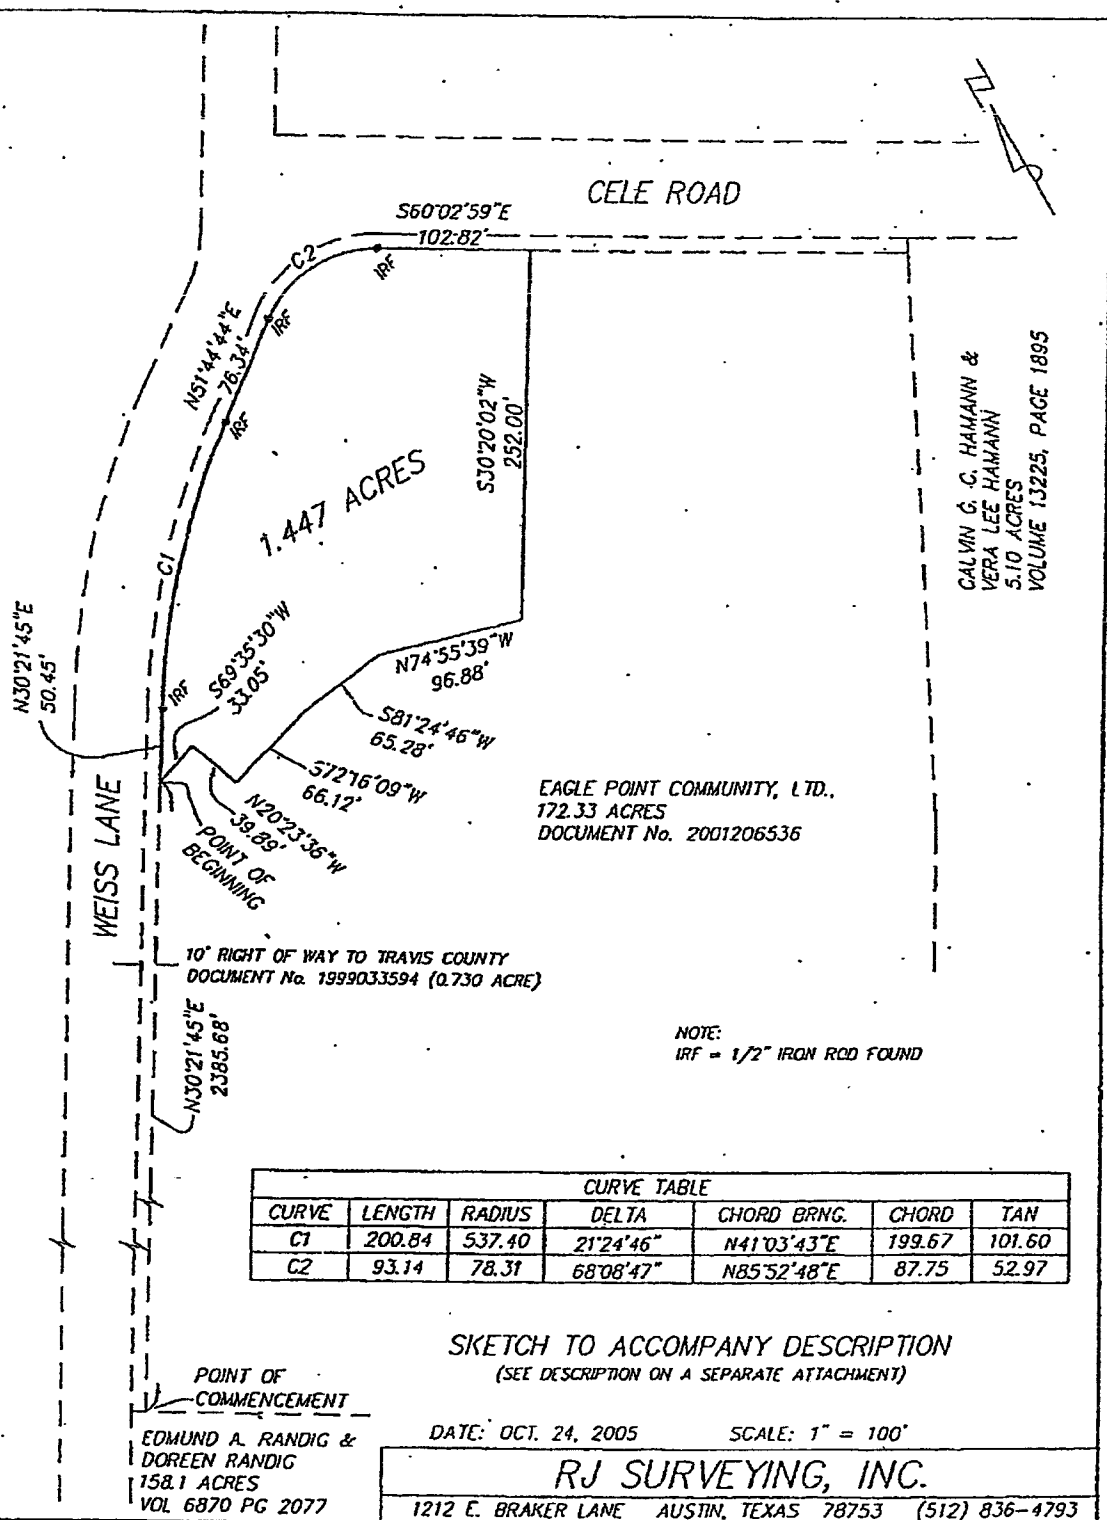 CELE ROAD
S60°02'59"E
102.82'
C2
IRF
IRF
N51°44'44"E
76.34'
IRF
S30°20'02"W
252.00'
1.447 ACRES
CALVIN G. C. HAMANN &
VERA LEE HAMANN
5.10 ACRES
VOLUME 13225, PAGE 1895
C1
N30°21'45"E
50.45'
S69°35'30"W
33.05'
IRF
N74°55'39"W
96.88'
S81°24'46"W
65.28'
S72°16'09"W
66.12'
N20°23'36"W
39.89'
POINT OF
BEGINNING
WEISS LANE
EAGLE POINT COMMUNITY, LTD.,
172.33 ACRES
DOCUMENT No. 2001206536
10' RIGHT OF WAY TO TRAVIS COUNTY
DOCUMENT No. 1999033594 (0.730 ACRE)
N30°21'45"E
2385.68'
NOTE:
IRF = 1/2" IRON ROD FOUND
CURVE TABLE
CURVE LENGTH RADIUS DELTA CHORD BRNG. CHORD TAN
C1 200.84 537.40 21°24'46" N41°03'43"E 199.67 101.60
C2 93.14 78.31 68°08'47" N85°52'48"E 87.75 52.97
SKETCH TO ACCOMPANY DESCRIPTION
(SEE DESCRIPTION ON A SEPARATE ATTACHMENT)
POINT OF
COMMENCEMENT
EDMUND A. RANDIG &
DOREEN RANDIG
158.1 ACRES
VOL 6870 PG 2077
DATE: OCT. 24, 2005 SCALE: 1" = 100'
RJ SURVEYING, INC.
1212 E. BRAKER LANE AUSTIN, TEXAS 78753 (512) 836-4793